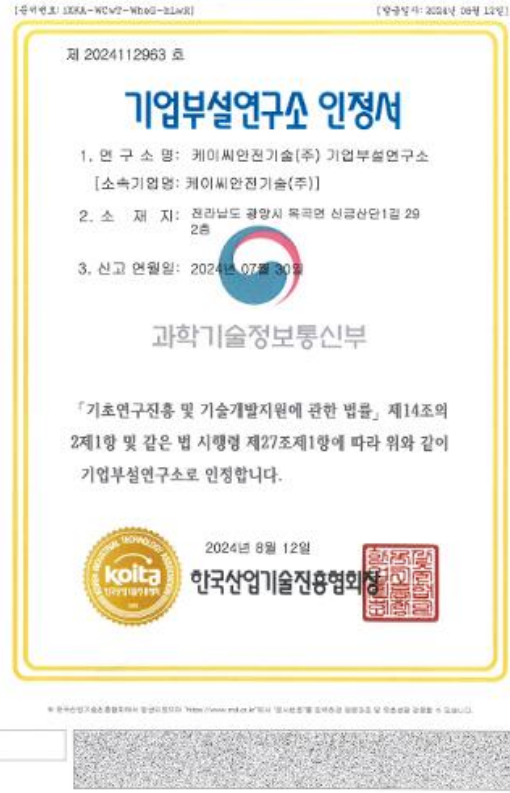 제 2024112963 호
기업부설연구소 인정서
1. 연 구 소 명: 케이씨안전기술(주) 기업부설연구소
[소속기업명: 케이씨안전기술(주)]
2. 소 재 지: 전라남도 광양시 옥곡면 신금산단1길 29
2층
3. 신고 연월일: 2024년 07월 30일
과학기술정보통신부
「기초연구진흥 및 기술개발지원에 관한 법률」 제14조의
2제1항 및 같은 법 시행령 제27조제1항에 따라 위와 같이
기업부설연구소로 인정합니다.
2024년 8월 12일
koita
한국산업기술진흥협회장